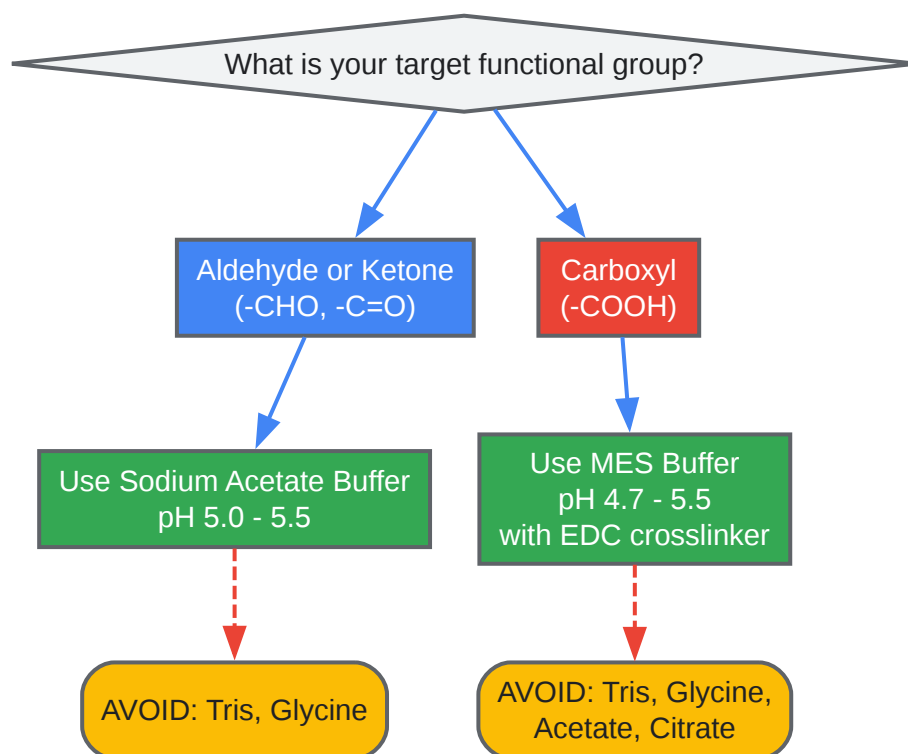 What is your target functional group?
Aldehyde or Ketone
(-CHO, -C=O)
Carboxyl
(-COOH)
Use Sodium Acetate Buffer
pH 5.0 - 5.5
Use MES Buffer
pH 4.7 - 5.5
with EDC crosslinker
AVOID: Tris, Glycine
AVOID: Tris, Glycine,
Acetate, Citrate